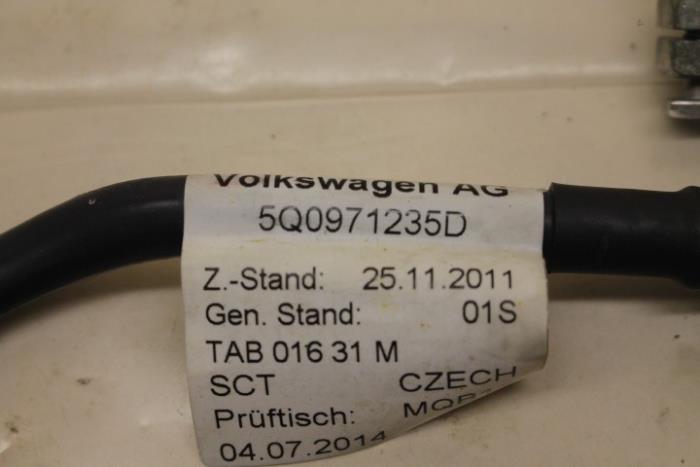 Volkswagen AG
5Q0971235D
Z.-Stand: 25.11.2011
Gen. Stand: 01S
TAB 016 31 M
SCT CZECH
Prüftisch:
04.07.2014